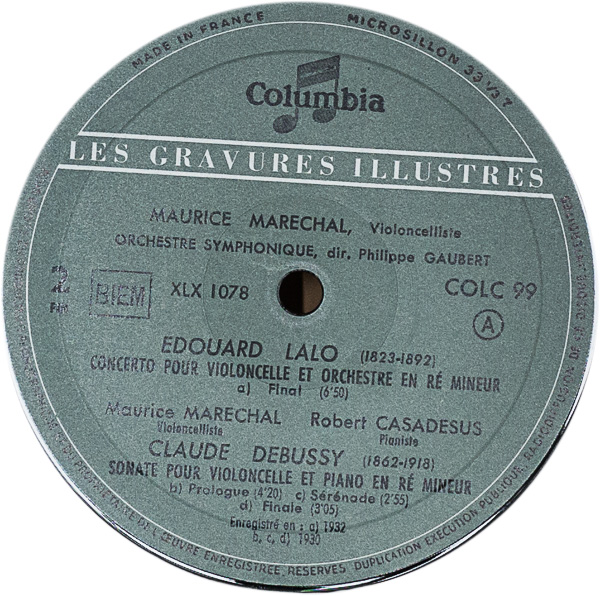 MADE IN FRANCE
MICROSILLON 33 1/3 T
Columbia
LES GRAVURES ILLUSTRES
MAURICE MARECHAL, Violoncelliste
ORCHESTRE SYMPHONIQUE, dir. Philippe GAUBERT
2
BIEM
XLX 1078
COLC 99
A
EDOUARD LALO (1823-1892)
CONCERTO POUR VIOLONCELLE ET ORCHESTRE EN RÉ MINEUR
a) Final (6'50)
Maurice MARECHAL Robert CASADESUS
Violoncelliste Pianiste
CLAUDE DEBUSSY (1862-1918)
SONATE POUR VIOLONCELLE ET PIANO EN RÉ MINEUR
b) Prologue (4'20) c) Sérénade (2'55)
d) Finale (3'05)
Enregistré en : a) 1932
b, c, d) 1930
DE L'ŒUVRE ENREGISTRÉE, RESERVES DUPLICATION EXECUTION PUBLIQUE, RADIODIFFUSION